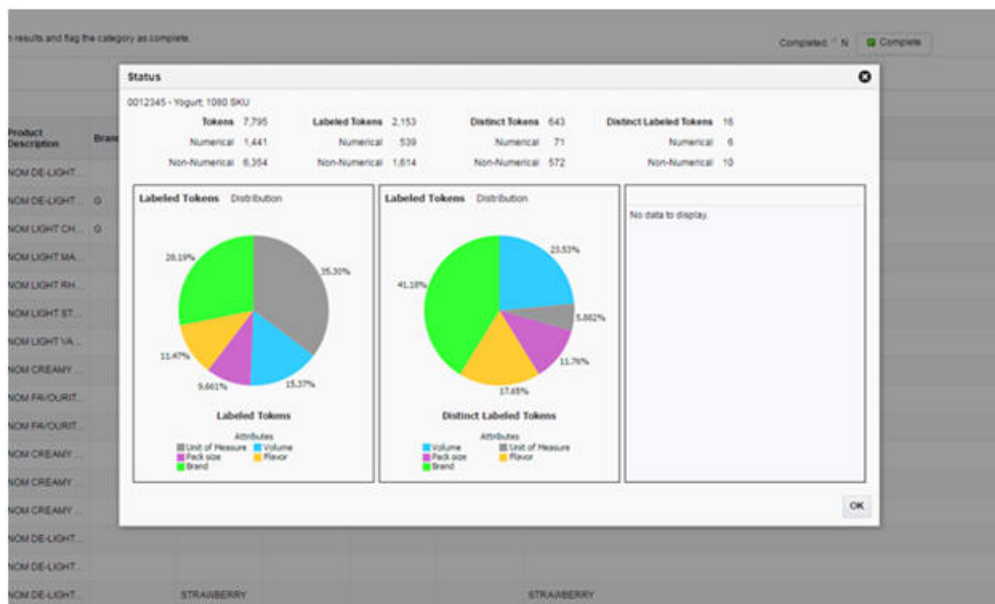 n results and flag the category as complete.
Completed * N Complete
Status
0012345 - Yogurt; 1080 SKU
Tokens 7,795 Labeled Tokens 2,153 Distinct Tokens 643 Distinct Labeled Tokens 16
Numerical 1,441 Numerical 539 Numerical 71 Numerical 6
Non-Numerical 6,354 Non-Numerical 1,614 Non-Numerical 572 Non-Numerical 10
Product
Description
Bran
Labeled Tokens Distribution
28.19%
35.30%
11.47%
9.661%
15.37%
Labeled Tokens
Attributes
Unit of Measure Volume
Pack size Flavor
Brand
Labeled Tokens Distribution
23.53%
41.18%
5.882%
11.76%
17.65%
Distinct Labeled Tokens
Attributes
Volume Unit of Measure
Pack size Flavor
Brand
No data to display.
OK
NOM DE-LIGHT...
NOM DE-LIGHT... G
NOM LIGHT CH... G
NOM LIGHT MA...
NOM LIGHT RH...
NOM LIGHT ST...
NOM LIGHT VA...
NOM CREAMY ...
NOM FAVOURIT...
NOM FAVOURIT...
NOM CREAMY ...
NOM CREAMY ...
NOM CREAMY ...
NOM DE-LIGHT...
NOM DE-LIGHT...
NOM DE-LIGHT... STRAWBERRY STRAWBERRY